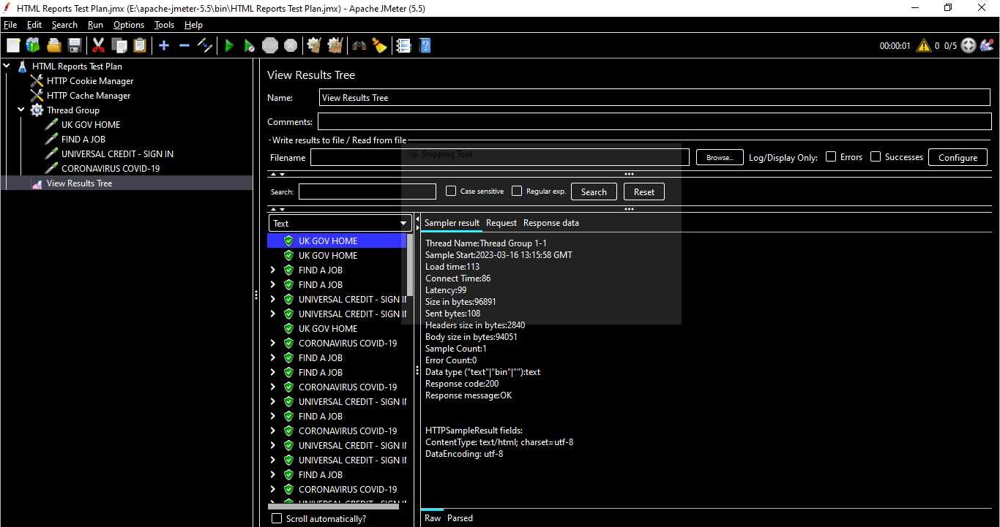 HTML Reports Test Plan.jmx (E:\apache-jmeter-5.5\bin\HTML Reports Test Plan.jmx) - Apache JMeter (5.5)
File Edit Search Run Options Tools Help
00:00:01 0 0/5
HTML Reports Test Plan
HTTP Cookie Manager
HTTP Cache Manager
Thread Group
UK GOV HOME
FIND A JOB
UNIVERSAL CREDIT - SIGN IN
CORONAVIRUS COVID-19
View Results Tree
View Results Tree
Name: View Results Tree
Comments:
Write results to file / Read from file
Snipping Tool
Filename Browse... Log/Display Only: Errors Successes Configure
Search: Case sensitive Regular exp. Search Reset
Text
UK GOV HOME
UK GOV HOME
FIND A JOB
FIND A JOB
UNIVERSAL CREDIT - SIGN IN
UNIVERSAL CREDIT - SIGN IN
UK GOV HOME
CORONAVIRUS COVID-19
FIND A JOB
FIND A JOB
CORONAVIRUS COVID-19
UNIVERSAL CREDIT - SIGN IN
FIND A JOB
CORONAVIRUS COVID-19
UNIVERSAL CREDIT - SIGN IN
UNIVERSAL CREDIT - SIGN IN
FIND A JOB
CORONAVIRUS COVID-19
UNIVERSAL CREDIT - SIGN IN
Scroll automatically?
Sampler result Request Response data
Thread Name:Thread Group 1-1
Sample Start:2023-03-16 13:15:58 GMT
Load time:113
Connect Time:86
Latency:99
Size in bytes:96891
Sent bytes:108
Headers size in bytes:2840
Body size in bytes:94051
Sample Count:1
Error Count:0
Data type ("text"|"bin"|""):text
Response code:200
Response message:OK
HTTPSampleResult fields:
ContentType: text/html; charset=utf-8
DataEncoding: utf-8
Raw Parsed